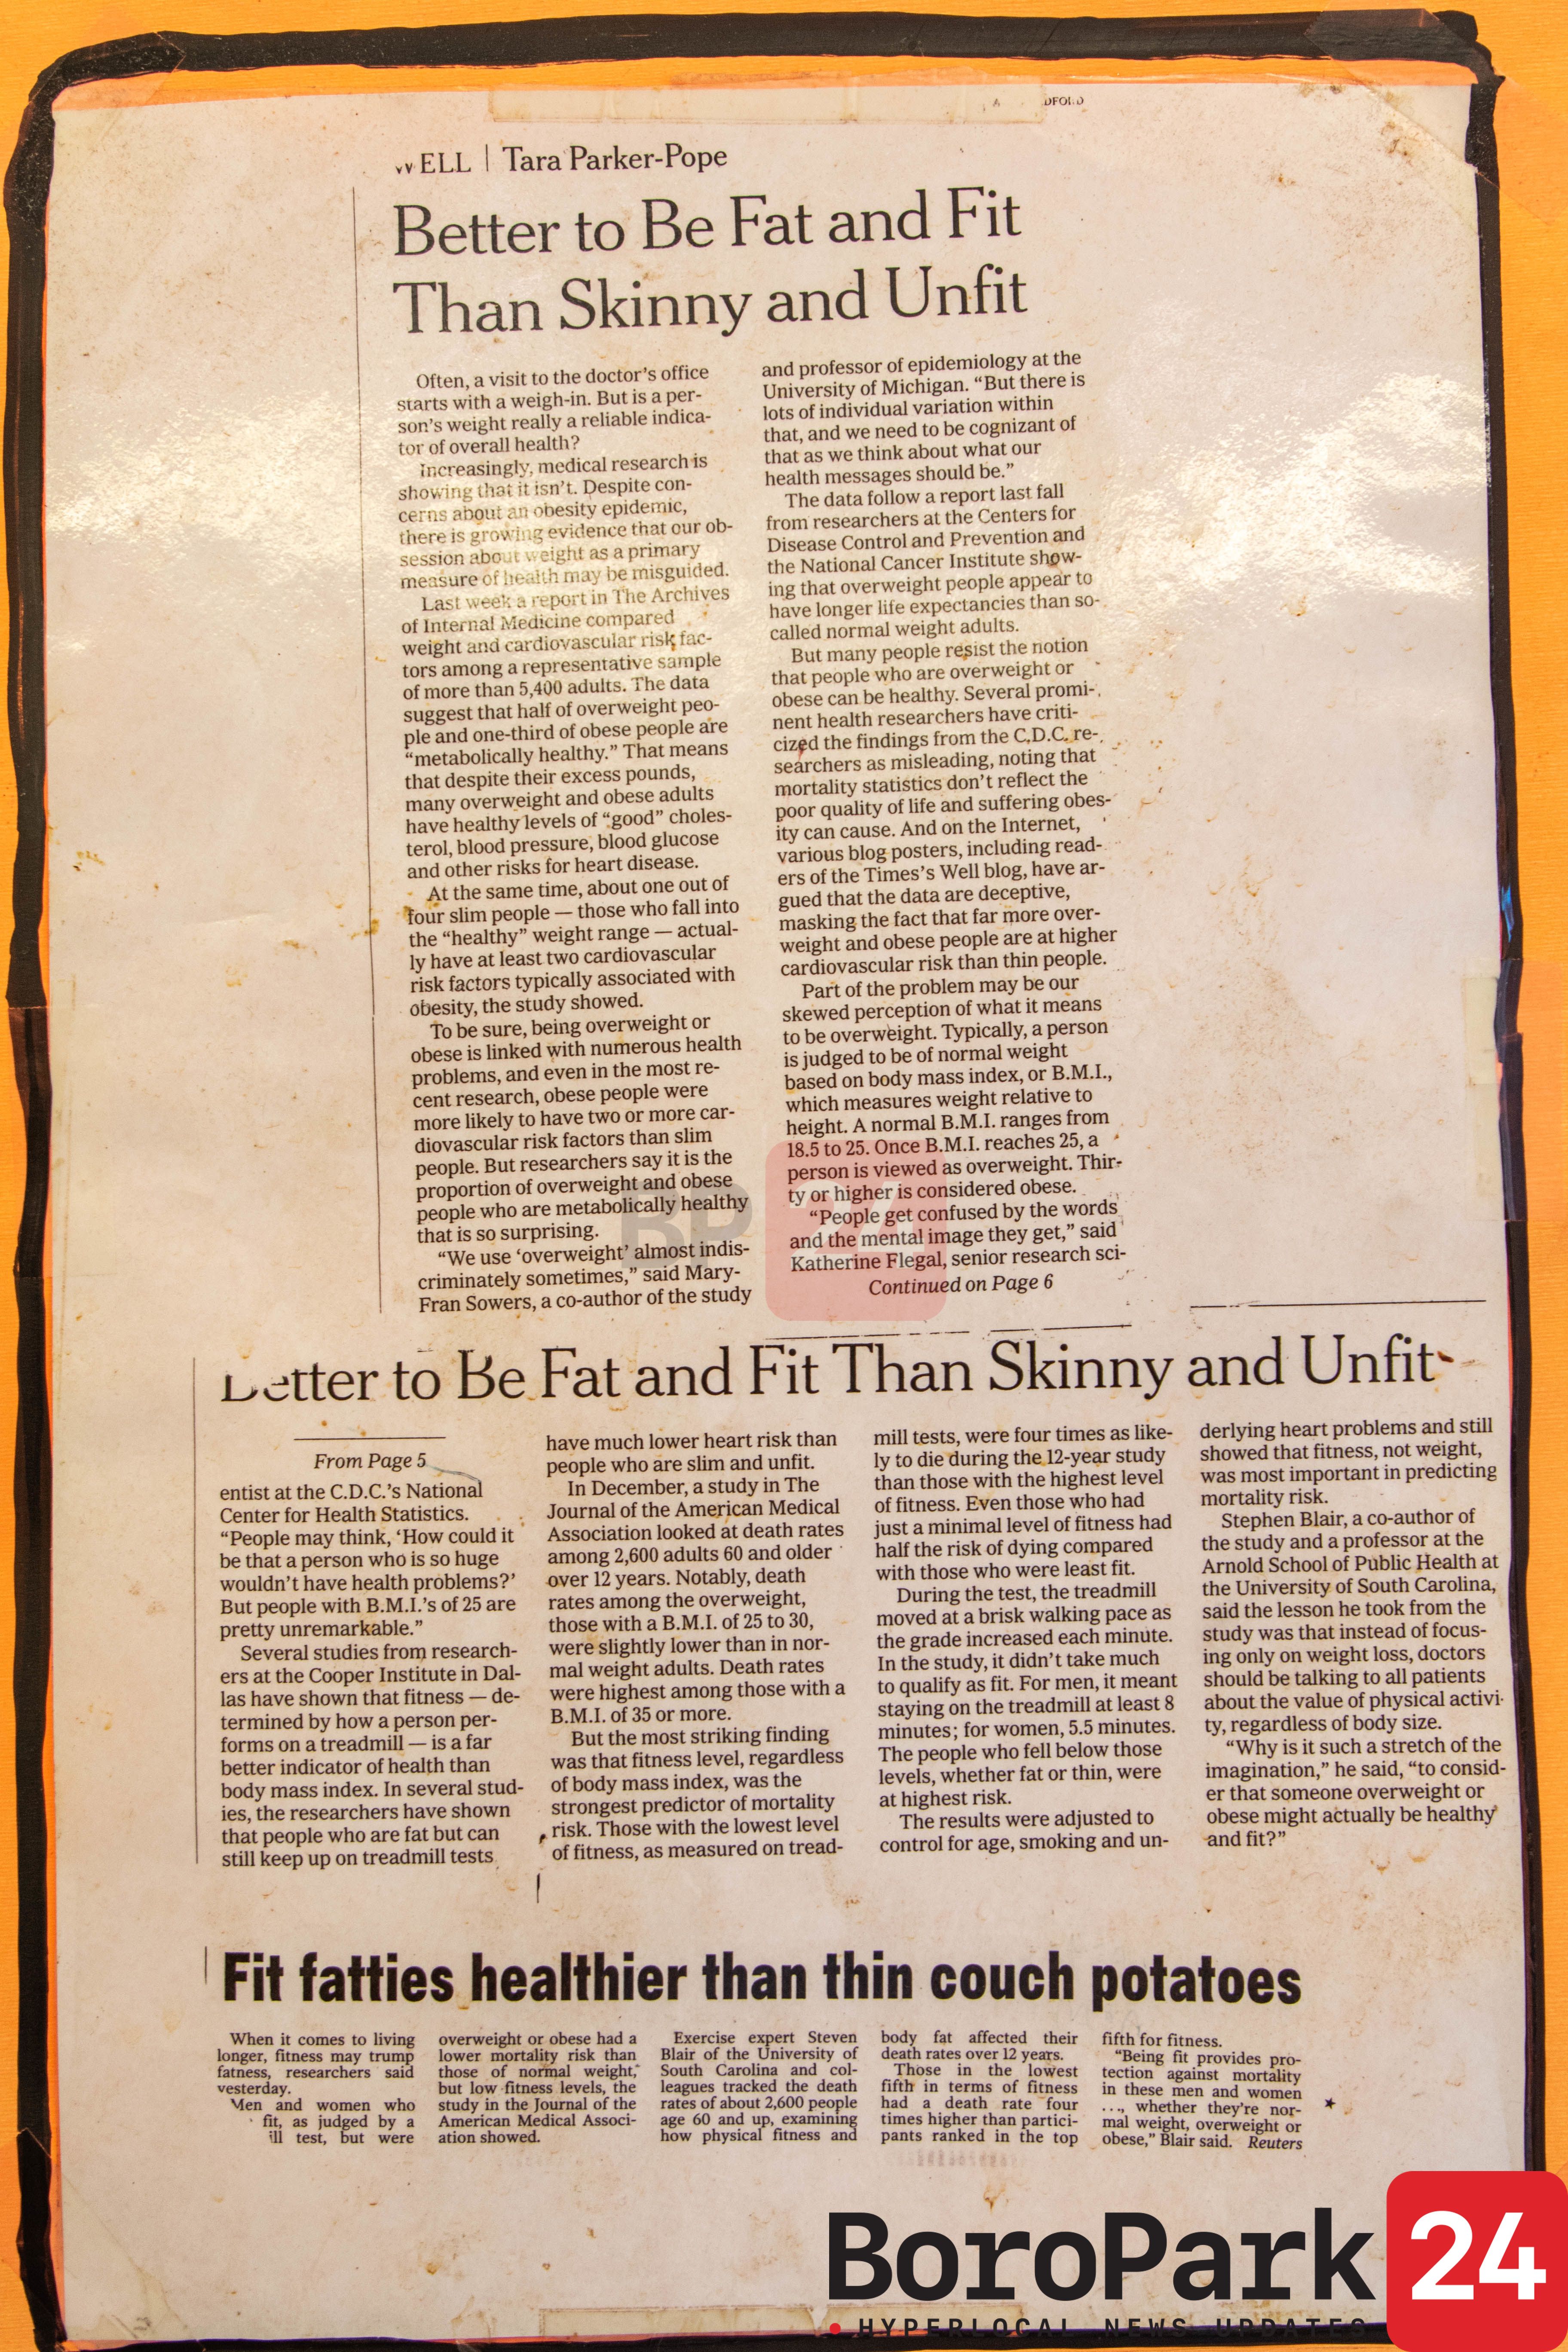 DFORD
WELL | Tara Parker-Pope
Better to Be Fat and Fit
Than Skinny and Unfit
Often, a visit to the doctor's office
starts with a weigh-in. But is a per-
son's weight really a reliable indica-
tor of overall health?
Increasingly, medical research is
showing that it isn't. Despite con-
cerns about an obesity epidemic,
there is growing evidence that our ob-
session about weight as a primary
measure of health may be misguided.
Last week a report in The Archives
of Internal Medicine compared
weight and cardiovascular risk fac-
tors among a representative sample
of more than 5,400 adults. The data
suggest that half of overweight peo-
ple and one-third of obese people are
"metabolically healthy." That means
that despite their excess pounds,
many overweight and obese adults
have healthy levels of "good" choles-
terol, blood pressure, blood glucose
and other risks for heart disease.
At the same time, about one out of
four slim people — those who fall into
the "healthy" weight range — actual-
ly have at least two cardiovascular
risk factors typically associated with
obesity, the study showed.
To be sure, being overweight or
obese is linked with numerous health
problems, and even in the most re-
cent research, obese people were
more likely to have two or more car-
diovascular risk factors than slim
people. But researchers say it is the
proportion of overweight and obese
people who are metabolically healthy
that is so surprising.
"We use 'overweight' almost indis-
criminately sometimes," said Mary-
Fran Sowers, a co-author of the study
and professor of epidemiology at the
University of Michigan. "But there is
lots of individual variation within
that, and we need to be cognizant of
that as we think about what our
health messages should be."
The data follow a report last fall
from researchers at the Centers for
Disease Control and Prevention and
the National Cancer Institute show-
ing that overweight people appear to
have longer life expectancies than so-
called normal weight adults.
But many people resist the notion
that people who are overweight or
obese can be healthy. Several promi-
nent health researchers have criti-
cized the findings from the C.D.C. re-
searchers as misleading, noting that
mortality statistics don't reflect the
poor quality of life and suffering obes-
ity can cause. And on the Internet,
various blog posters, including read-
ers of the Times's Well blog, have ar-
gued that the data are deceptive,
masking the fact that far more over-
weight and obese people are at higher
cardiovascular risk than thin people.
Part of the problem may be our
skewed perception of what it means
to be overweight. Typically, a person
is judged to be of normal weight
based on body mass index, or B.M.I.,
which measures weight relative to
height. A normal B.M.I. ranges from
18.5 to 25. Once B.M.I. reaches 25, a
person is viewed as overweight. Thir-
ty or higher is considered obese.
"People get confused by the words
and the mental image they get," said
Katherine Flegal, senior research sci-
Continued on Page 6
BP 24
Better to Be Fat and Fit Than Skinny and Unfit
From Page 5
entist at the C.D.C.'s National
Center for Health Statistics.
"People may think, 'How could it
be that a person who is so huge
wouldn't have health problems?'
But people with B.M.I.'s of 25 are
pretty unremarkable."
Several studies from research-
ers at the Cooper Institute in Dal-
las have shown that fitness — de-
termined by how a person per-
forms on a treadmill — is a far
better indicator of health than
body mass index. In several stud-
ies, the researchers have shown
that people who are fat but can
still keep up on treadmill tests
have much lower heart risk than
people who are slim and unfit.
In December, a study in The
Journal of the American Medical
Association looked at death rates
among 2,600 adults 60 and older
over 12 years. Notably, death
rates among the overweight,
those with a B.M.I. of 25 to 30,
were slightly lower than in nor-
mal weight adults. Death rates
were highest among those with a
B.M.I. of 35 or more.
But the most striking finding
was that fitness level, regardless
of body mass index, was the
strongest predictor of mortality
risk. Those with the lowest level
of fitness, as measured on tread-
mill tests, were four times as like-
ly to die during the 12-year study
than those with the highest level
of fitness. Even those who had
just a minimal level of fitness had
half the risk of dying compared
with those who were least fit.
During the test, the treadmill
moved at a brisk walking pace as
the grade increased each minute.
In the study, it didn't take much
to qualify as fit. For men, it meant
staying on the treadmill at least 8
minutes; for women, 5.5 minutes.
The people who fell below those
levels, whether fat or thin, were
at highest risk.
The results were adjusted to
control for age, smoking and un-
derlying heart problems and still
showed that fitness, not weight,
was most important in predicting
mortality risk.
Stephen Blair, a co-author of
the study and a professor at the
Arnold School of Public Health at
the University of South Carolina,
said the lesson he took from the
study was that instead of focus-
ing only on weight loss, doctors
should be talking to all patients
about the value of physical activi-
ty, regardless of body size.
"Why is it such a stretch of the
imagination," he said, "to consid-
er that someone overweight or
obese might actually be healthy
and fit?"
Fit fatties healthier than thin couch potatoes
When it comes to living
longer, fitness may trump
fatness, researchers said
yesterday.
Men and women who
fit, as judged by a
ill test, but were
overweight or obese had a
lower mortality risk than
those of normal weight,
but low fitness levels, the
study in the Journal of the
American Medical Associ-
ation showed.
Exercise expert Steven
Blair of the University of
South Carolina and col-
leagues tracked the death
rates of about 2,600 people
age 60 and up, examining
how physical fitness and
body fat affected their
death rates over 12 years.
Those in the lowest
fifth in terms of fitness
had a death rate four
times higher than partici-
pants ranked in the top
fifth for fitness.
"Being fit provides pro-
tection against mortality
in these men and women
..., whether they're nor-
mal weight, overweight or
obese," Blair said. Reuters
BoroPark 24
HYPERLOCAL NEWS UPDATES